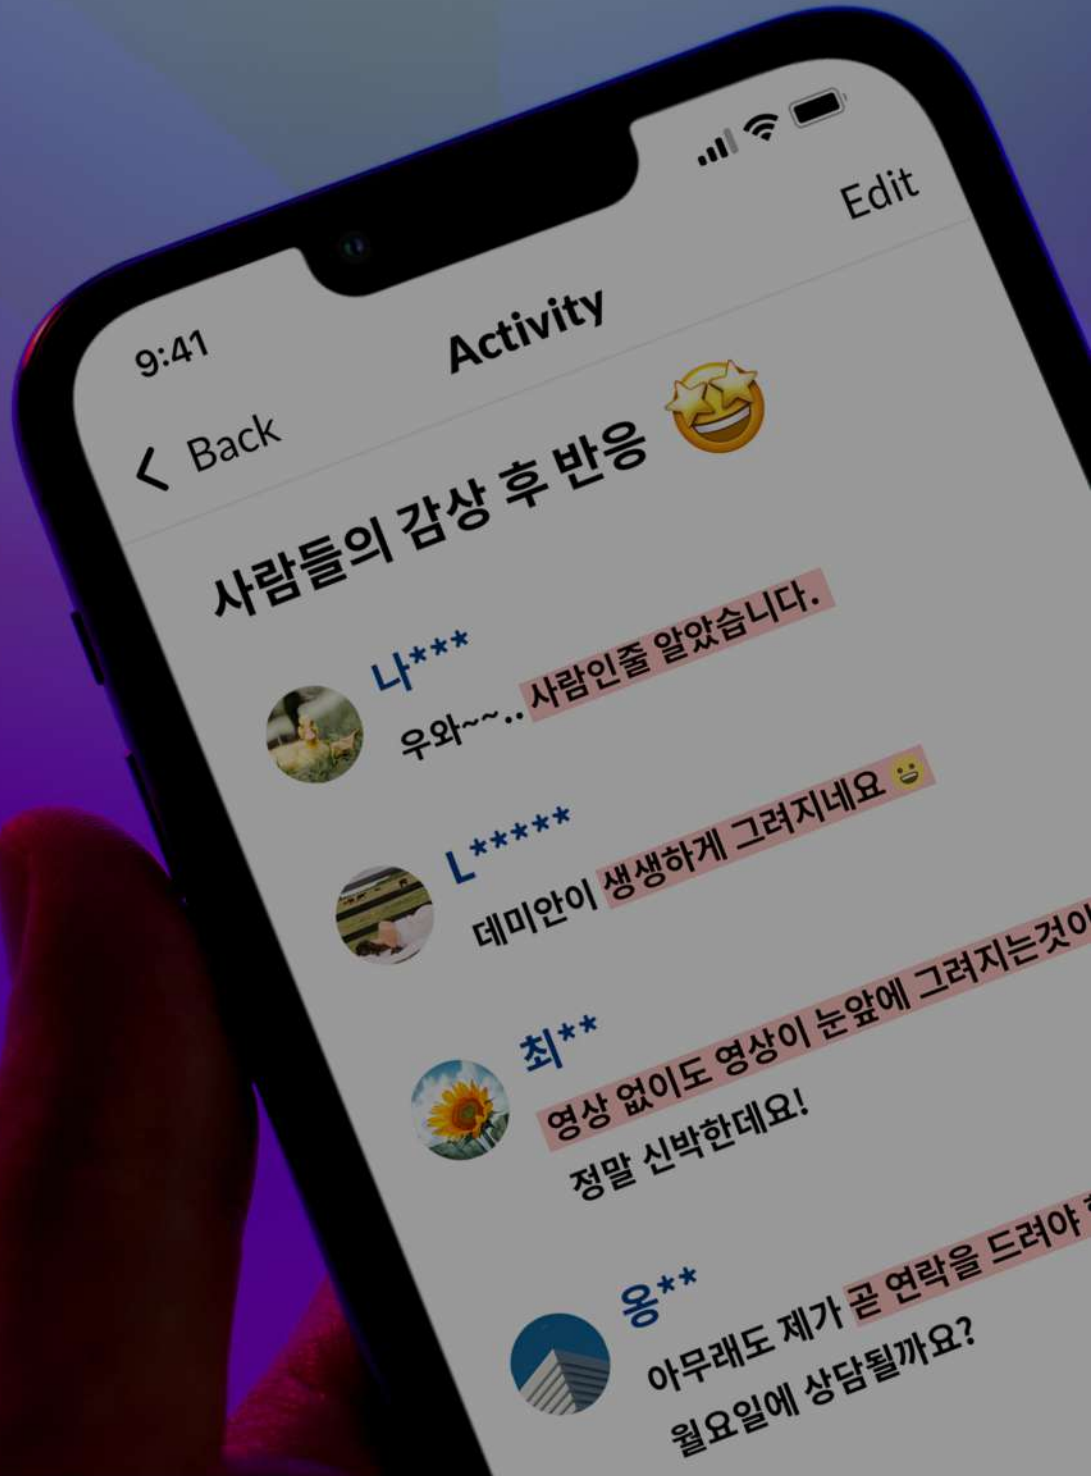 9:41
Edit
Activity
Back
사람들의 감상 후 반응 🤩
나***
우와~~.. 사람인줄 알았습니다.
L*****
데미안이 생생하게 그려지네요 😀
최**
영상 없이도 영상이 눈앞에 그려지는것이
정말 신박한데요!
옹**
아무래도 제가 곧 연락을 드려야
월요일에 상담될까요?